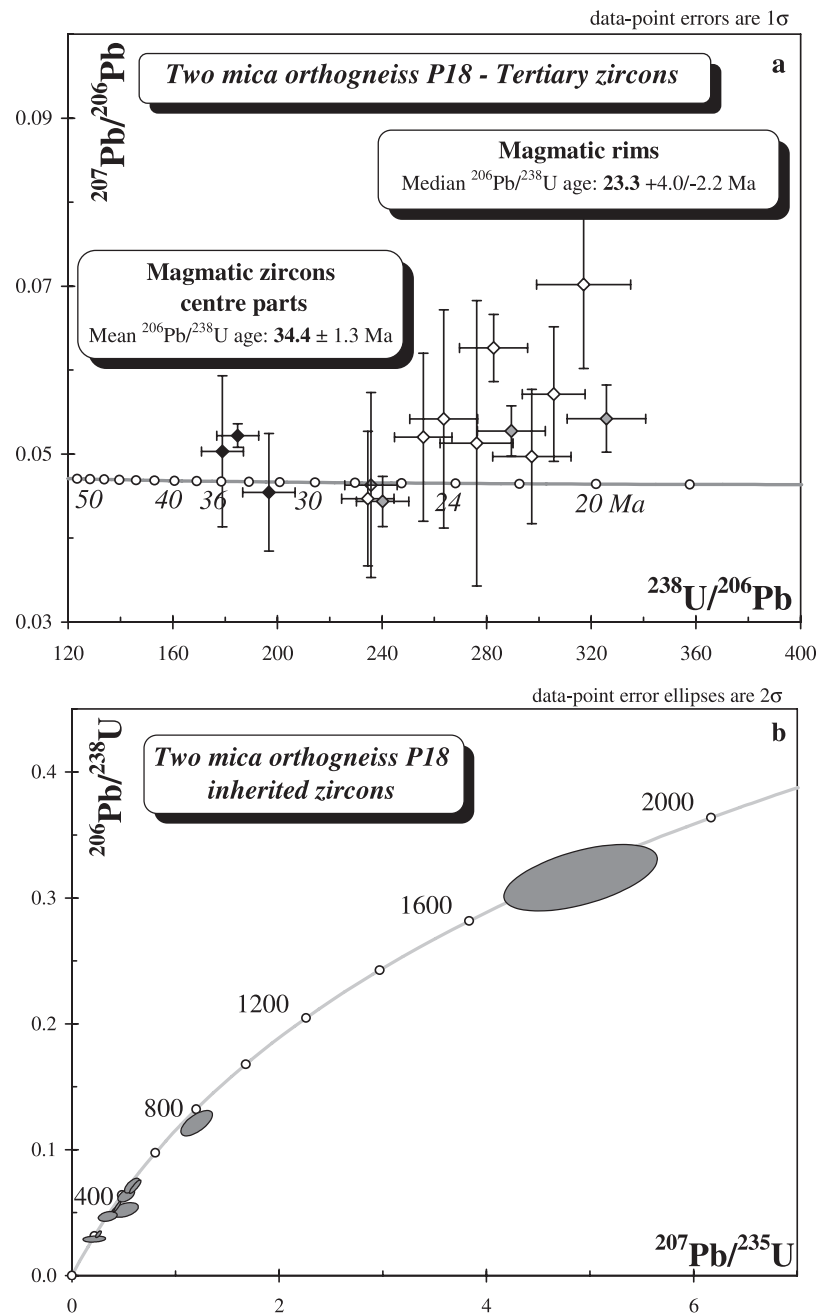 data-point errors are 1σ
a
Two mica orthogneiss P18 - Tertiary zircons
207Pb/206Pb
Magmatic rims
Median 206Pb/238U age: 23.3 +4.0/-2.2 Ma
Magmatic zircons
centre parts
Mean 206Pb/238U age: 34.4 ± 1.3 Ma
0.09
0.07
0.05
0.03
50
40
36
30
24
20 Ma
238U/206Pb
120
160
200
240
280
320
360
400
data-point error ellipses are 2σ
b
Two mica orthogneiss P18
inherited zircons
206Pb/238U
0.4
0.3
0.2
0.1
0.0
2000
1600
1200
800
400
207Pb/235U
0
2
4
6